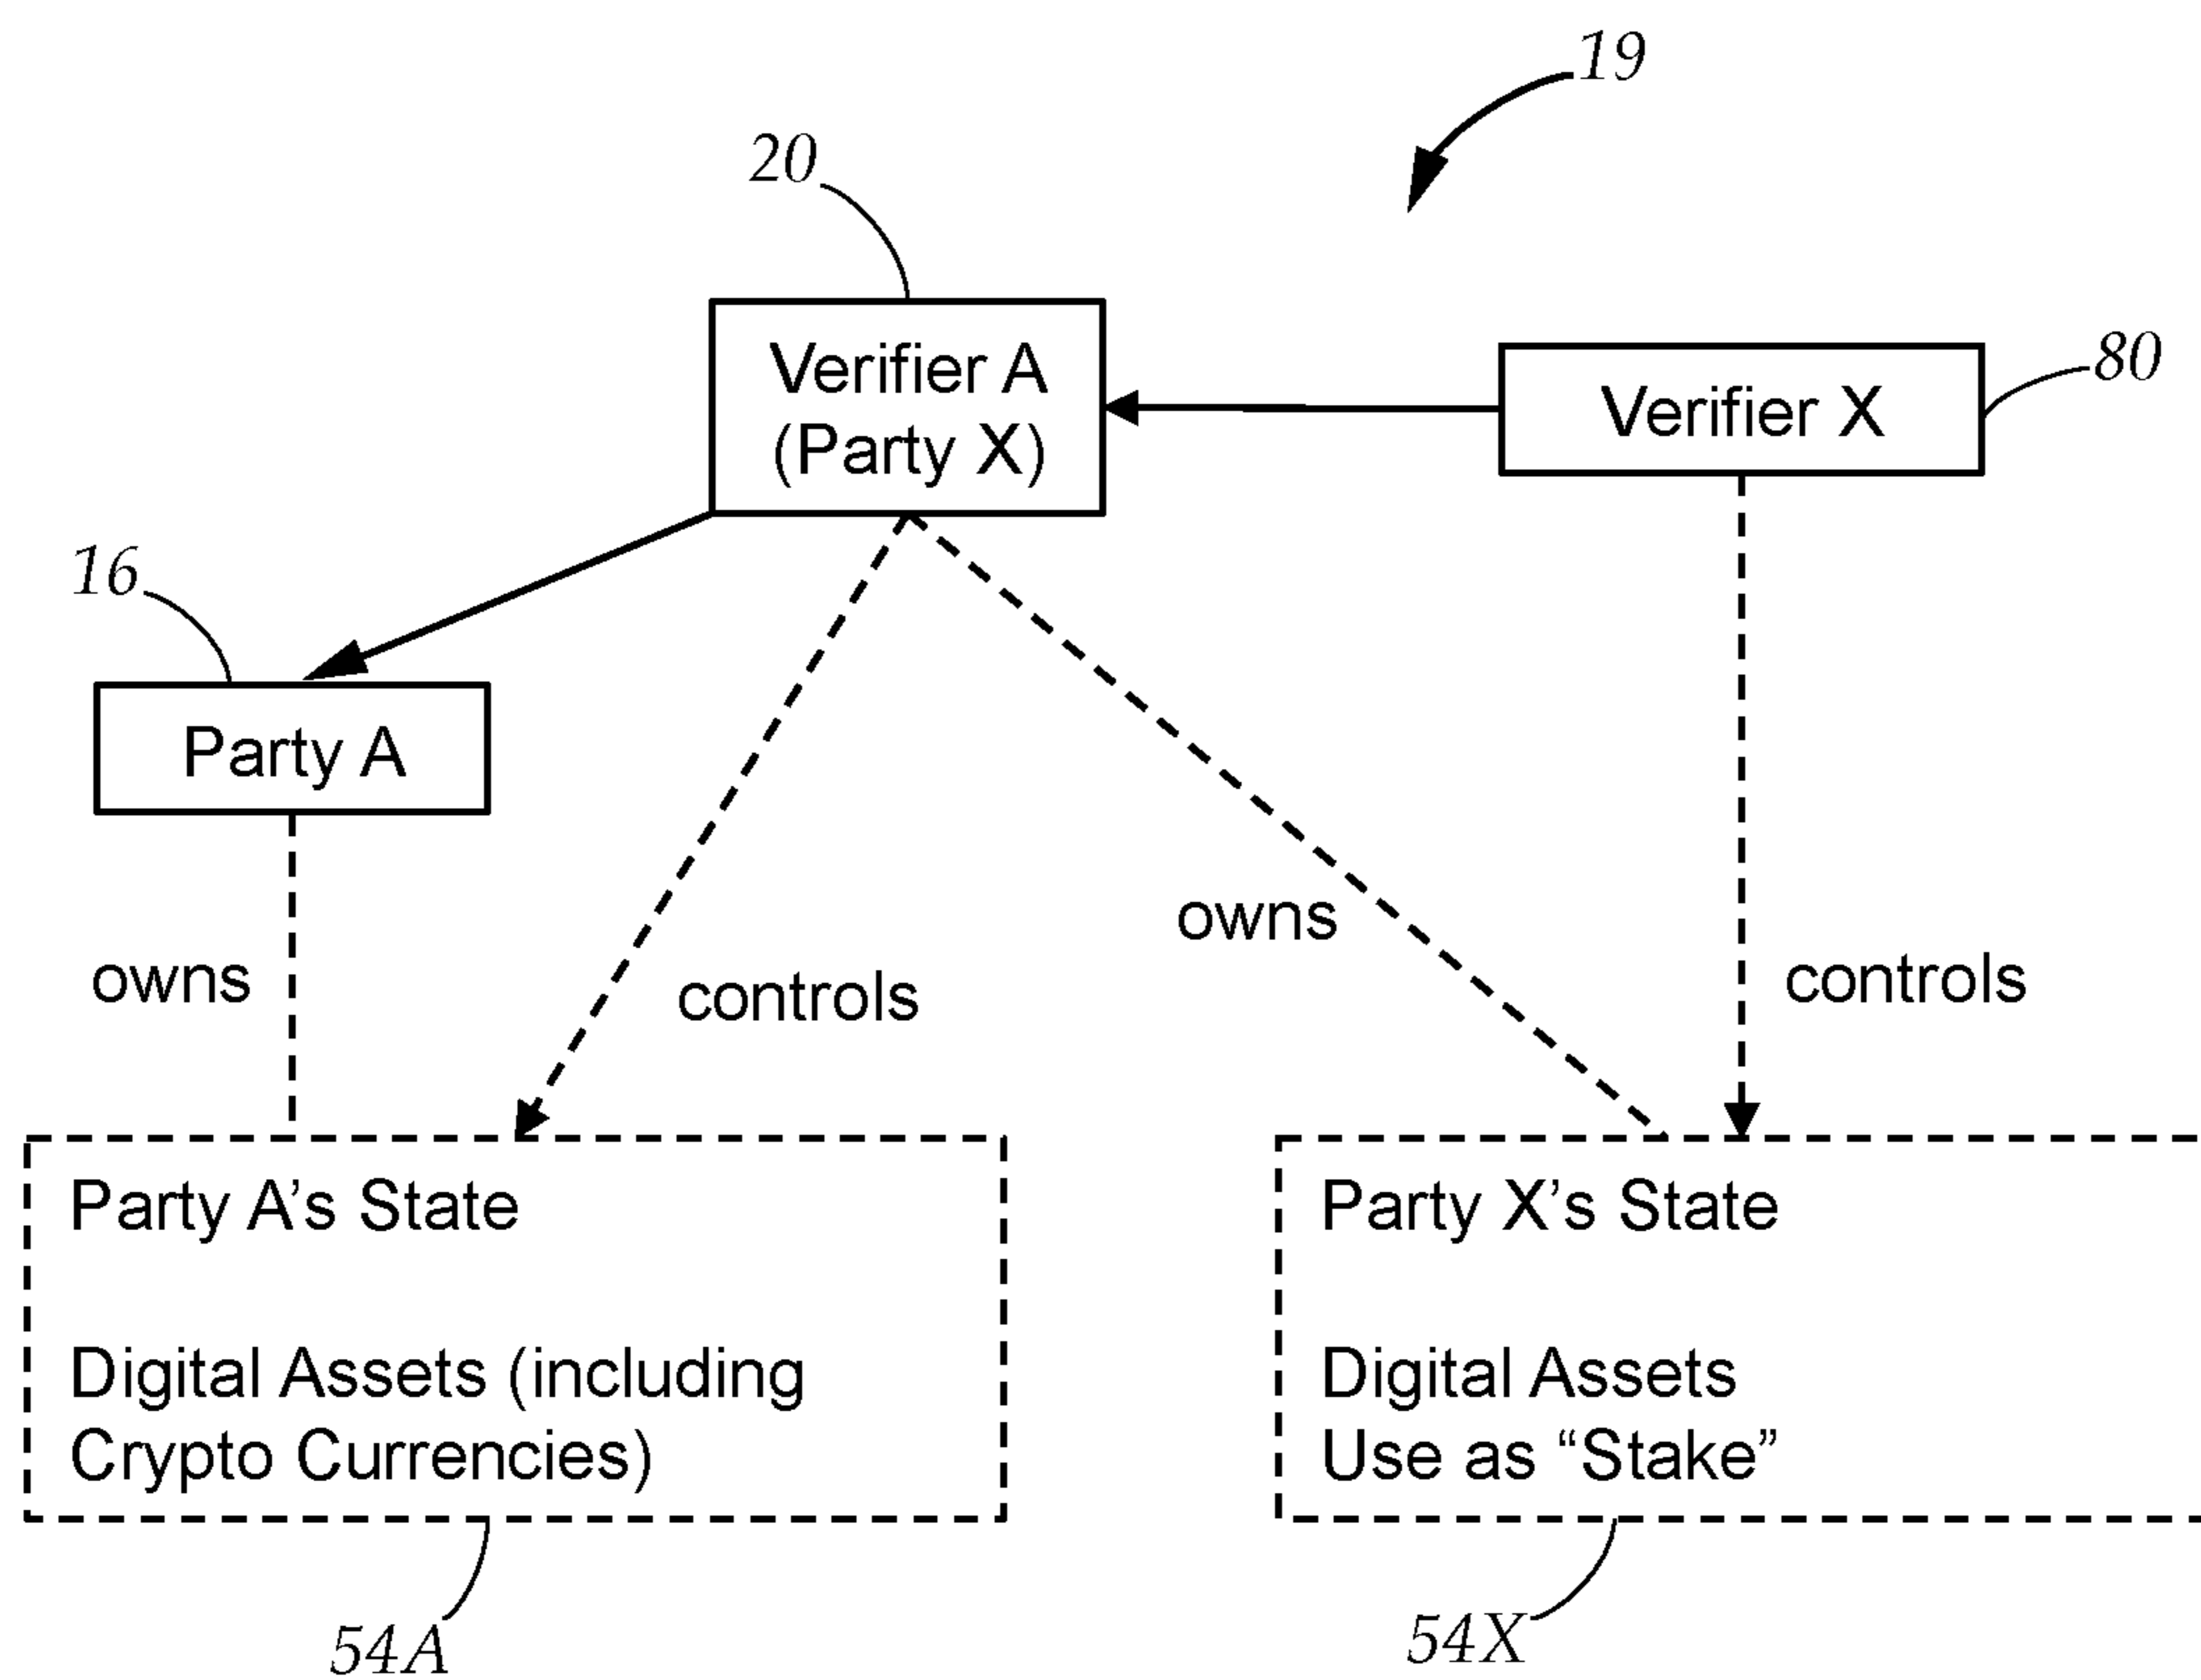 19
20
Verifier A
(Party X)
Verifier X
80
16
Party A
owns
controls
owns
controls
Party A’s State
Digital Assets (including
Crypto Currencies)
Party X’s State
Digital Assets
Use as “Stake”
54A
54X